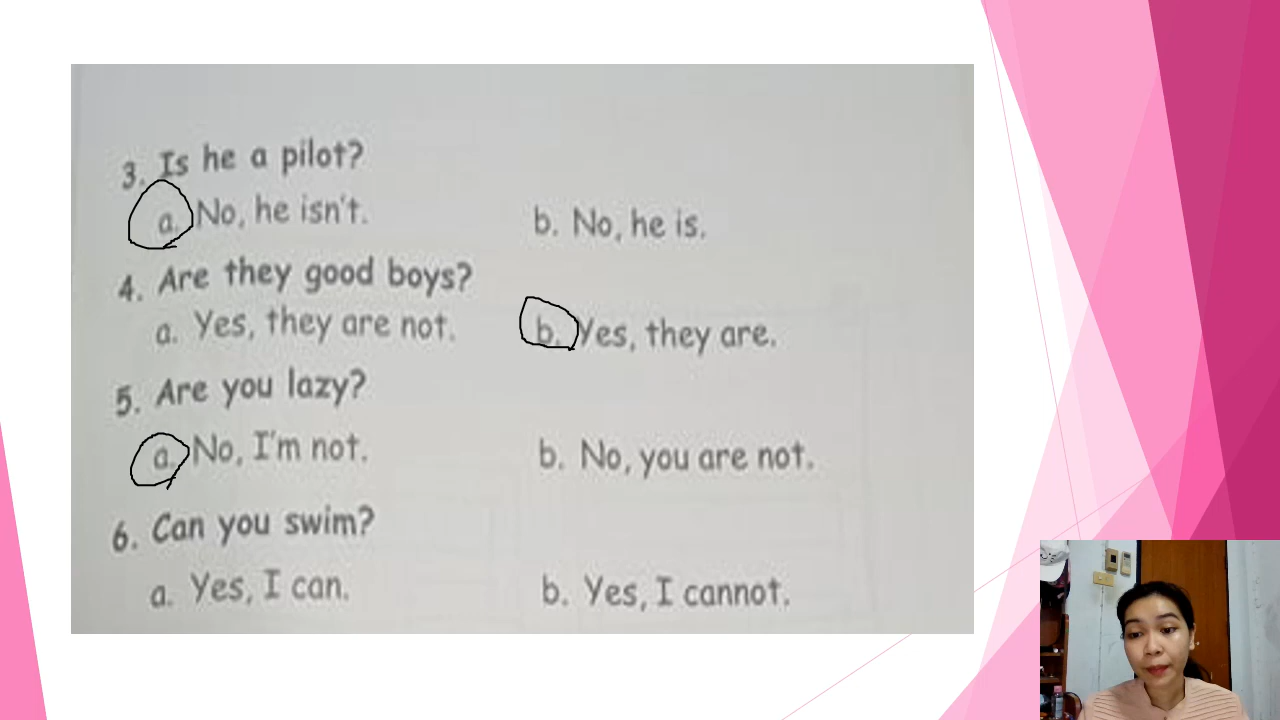 3. Is he a pilot?
a. No, he isn't. b. No, he is.
4. Are they good boys?
a. Yes, they are not. b. Yes, they are.
5. Are you lazy?
a. No, I'm not. b. No, you are not.
6. Can you swim?
a. Yes, I can. b. Yes, I cannot.